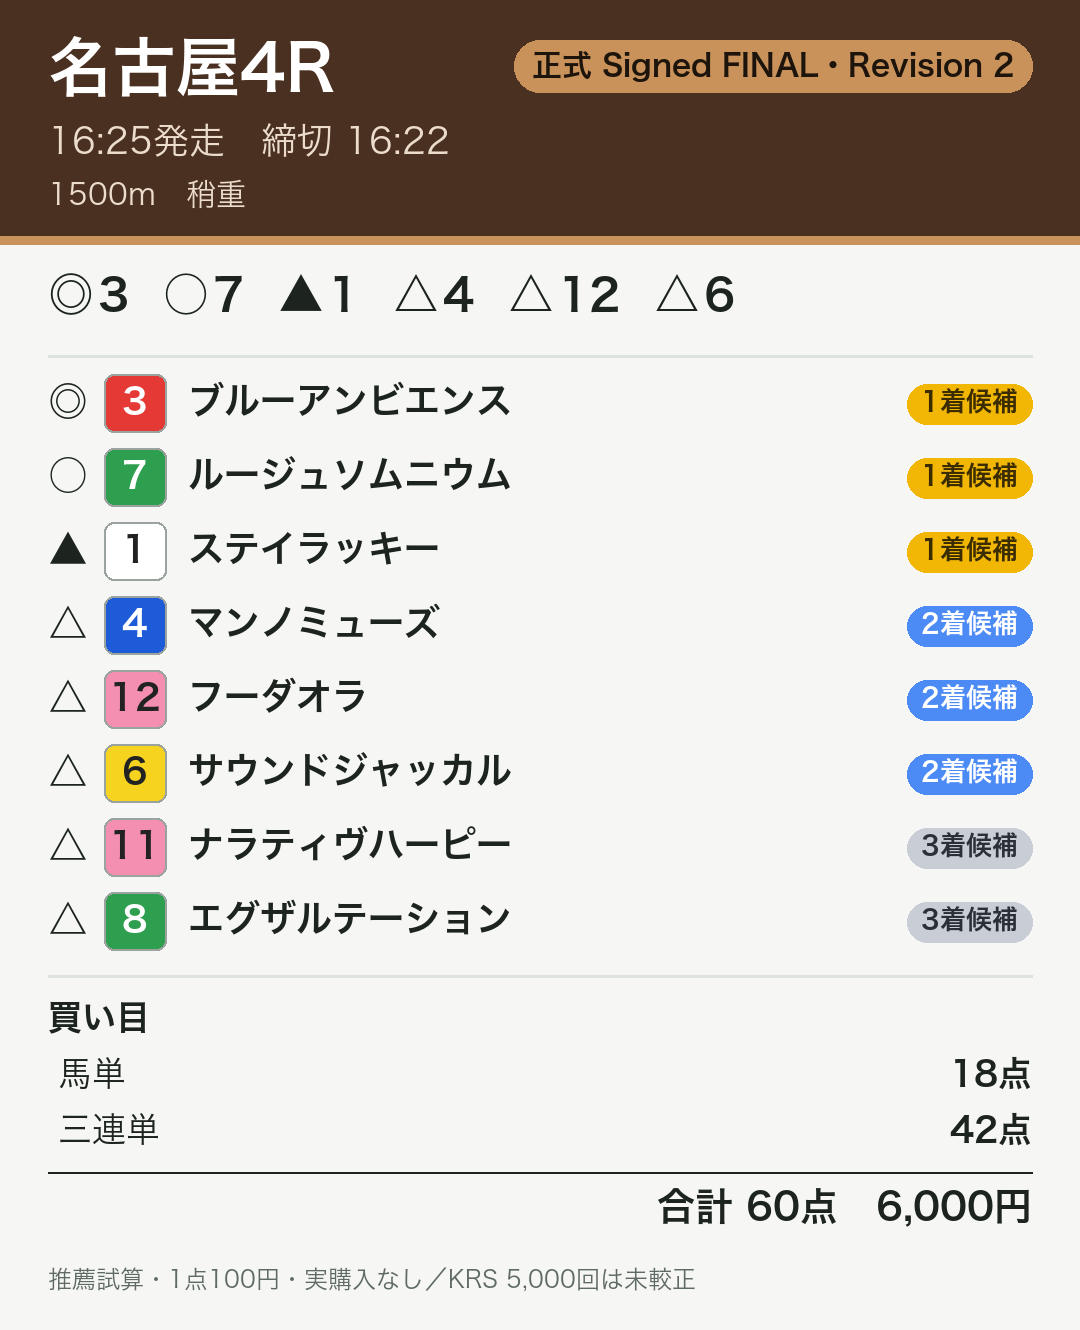 名古屋4R
正式 Signed FINAL・Revision 2
16:25発走　締切 16:22
1500m　稍重
◎3 ○7 ▲1 △4 △12 △6
◎ 3 ブルーアンビエンス 1着候補
○ 7 ルージュソムニウム 1着候補
▲ 1 ステイラッキー 1着候補
△ 4 マンノミューズ 2着候補
△ 12 フーダオラ 2着候補
△ 6 サウンドジャッカル 2着候補
△ 11 ナラティヴハーピー 3着候補
△ 8 エグザルテーション 3着候補
買い目
馬単 18点
三連単 42点
合計 60点　6,000円
推薦試算・1点100円・実購入なし／KRS 5,000回は未較正